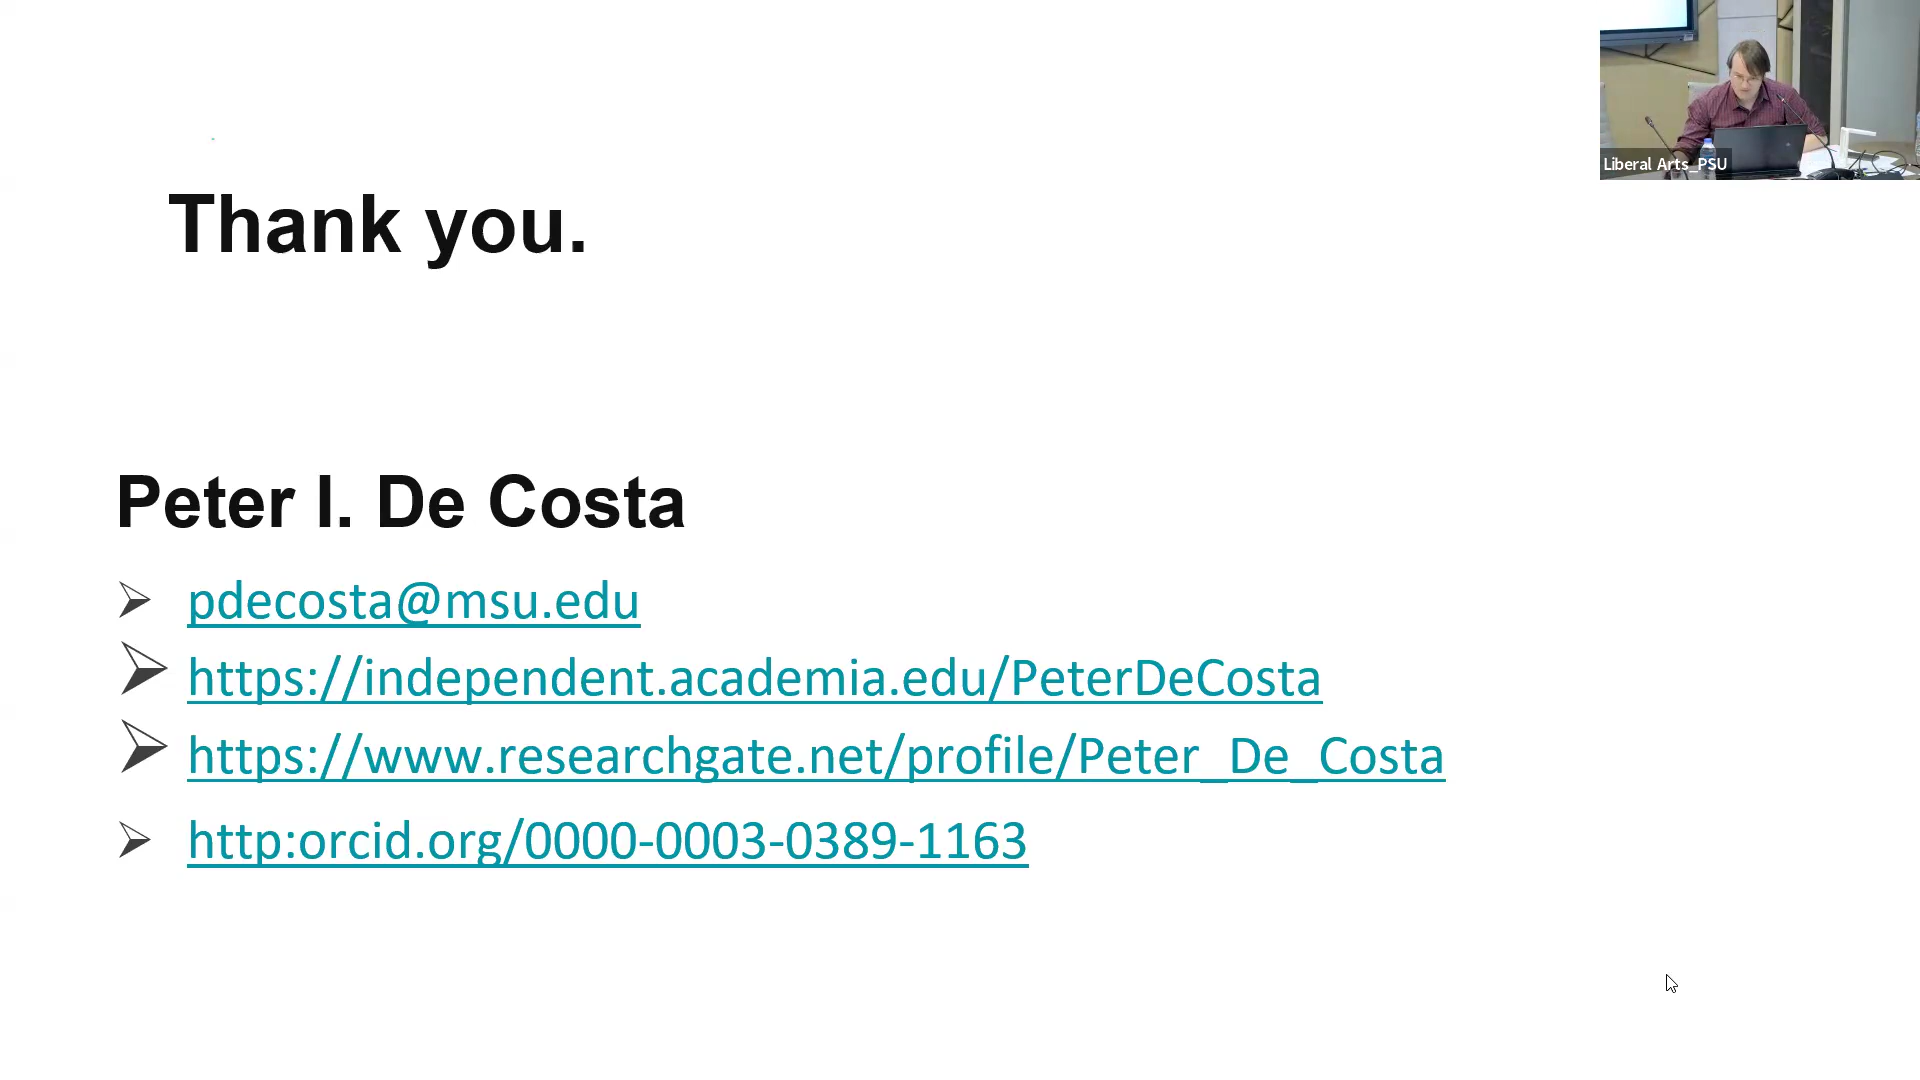 Liberal Arts_PSU
Thank you.
Peter I. De Costa
pdecosta@msu.edu
https://independent.academia.edu/PeterDeCosta
https://www.researchgate.net/profile/Peter_De_Costa
http:orcid.org/0000-0003-0389-1163